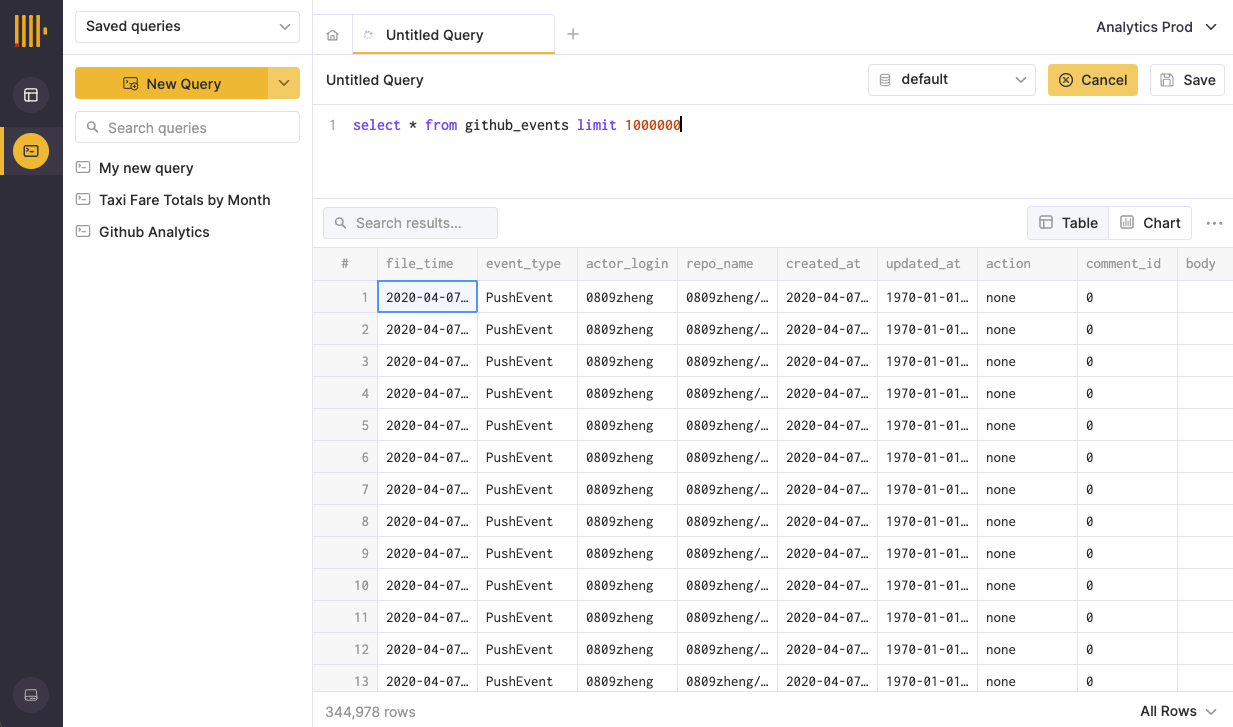 Saved queries
New Query
Search queries
My new query
Taxi Fare Totals by Month
Github Analytics
Untitled Query
Analytics Prod
Untitled Query
default
Cancel
Save
1 select * from github_events limit 1000000
Search results...
Table
Chart
# file_time event_type actor_login repo_name created_at updated_at action comment_id body
1 2020-04-07… PushEvent 0809zheng 0809zheng/… 2020-04-07… 1970-01-01… none 0
2 2020-04-07… PushEvent 0809zheng 0809zheng/… 2020-04-07… 1970-01-01… none 0
3 2020-04-07… PushEvent 0809zheng 0809zheng/… 2020-04-07… 1970-01-01… none 0
4 2020-04-07… PushEvent 0809zheng 0809zheng/… 2020-04-07… 1970-01-01… none 0
5 2020-04-07… PushEvent 0809zheng 0809zheng/… 2020-04-07… 1970-01-01… none 0
6 2020-04-07… PushEvent 0809zheng 0809zheng/… 2020-04-07… 1970-01-01… none 0
7 2020-04-07… PushEvent 0809zheng 0809zheng/… 2020-04-07… 1970-01-01… none 0
8 2020-04-07… PushEvent 0809zheng 0809zheng/… 2020-04-07… 1970-01-01… none 0
9 2020-04-07… PushEvent 0809zheng 0809zheng/… 2020-04-07… 1970-01-01… none 0
10 2020-04-07… PushEvent 0809zheng 0809zheng/… 2020-04-07… 1970-01-01… none 0
11 2020-04-07… PushEvent 0809zheng 0809zheng/… 2020-04-07… 1970-01-01… none 0
12 2020-04-07… PushEvent 0809zheng 0809zheng/… 2020-04-07… 1970-01-01… none 0
13 2020-04-07… PushEvent 0809zheng 0809zheng/… 2020-04-07… 1970-01-01… none 0
344,978 rows
All Rows